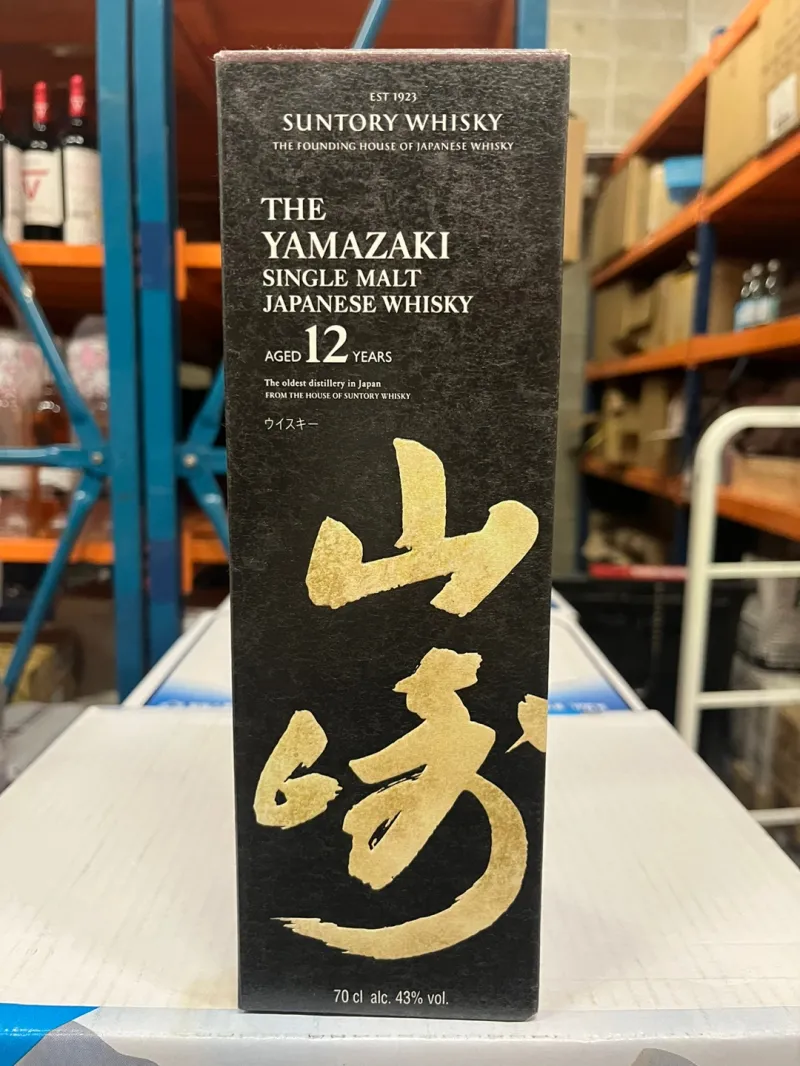 EST 1923
SUNTORY WHISKY
THE FOUNDING HOUSE OF JAPANESE WHISKY
THE
YAMAZAKI
SINGLE MALT
JAPANESE WHISKY
AGED 12 YEARS
The oldest distillery in Japan
FROM THE HOUSE OF SUNTORY WHISKY
ウイスキー
山
崎
70 cl alc. 43% vol.